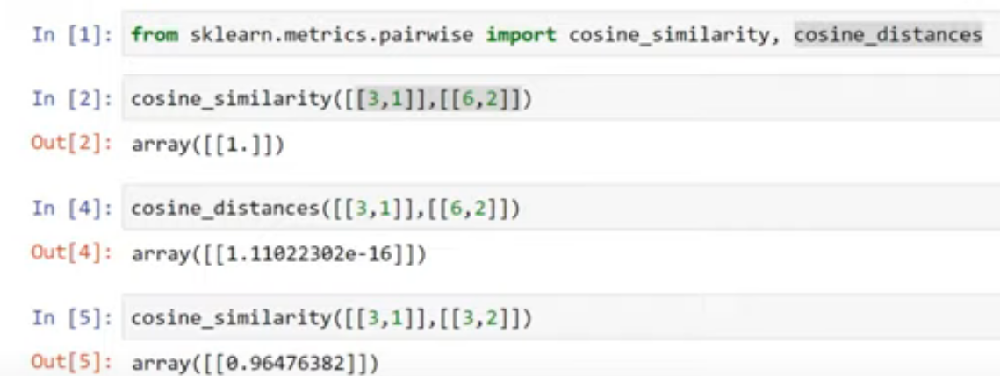 In [1]: from sklearn.metrics.pairwise import cosine_similarity, cosine_distances
In [2]: cosine_similarity([[3,1]],[[6,2]])
Out[2]: array([[1.]])
In [4]: cosine_distances([[3,1]],[[6,2]])
Out[4]: array([[1.11022302e-16]])
In [5]: cosine_similarity([[3,1]],[[3,2]])
Out[5]: array([[0.96476382]])